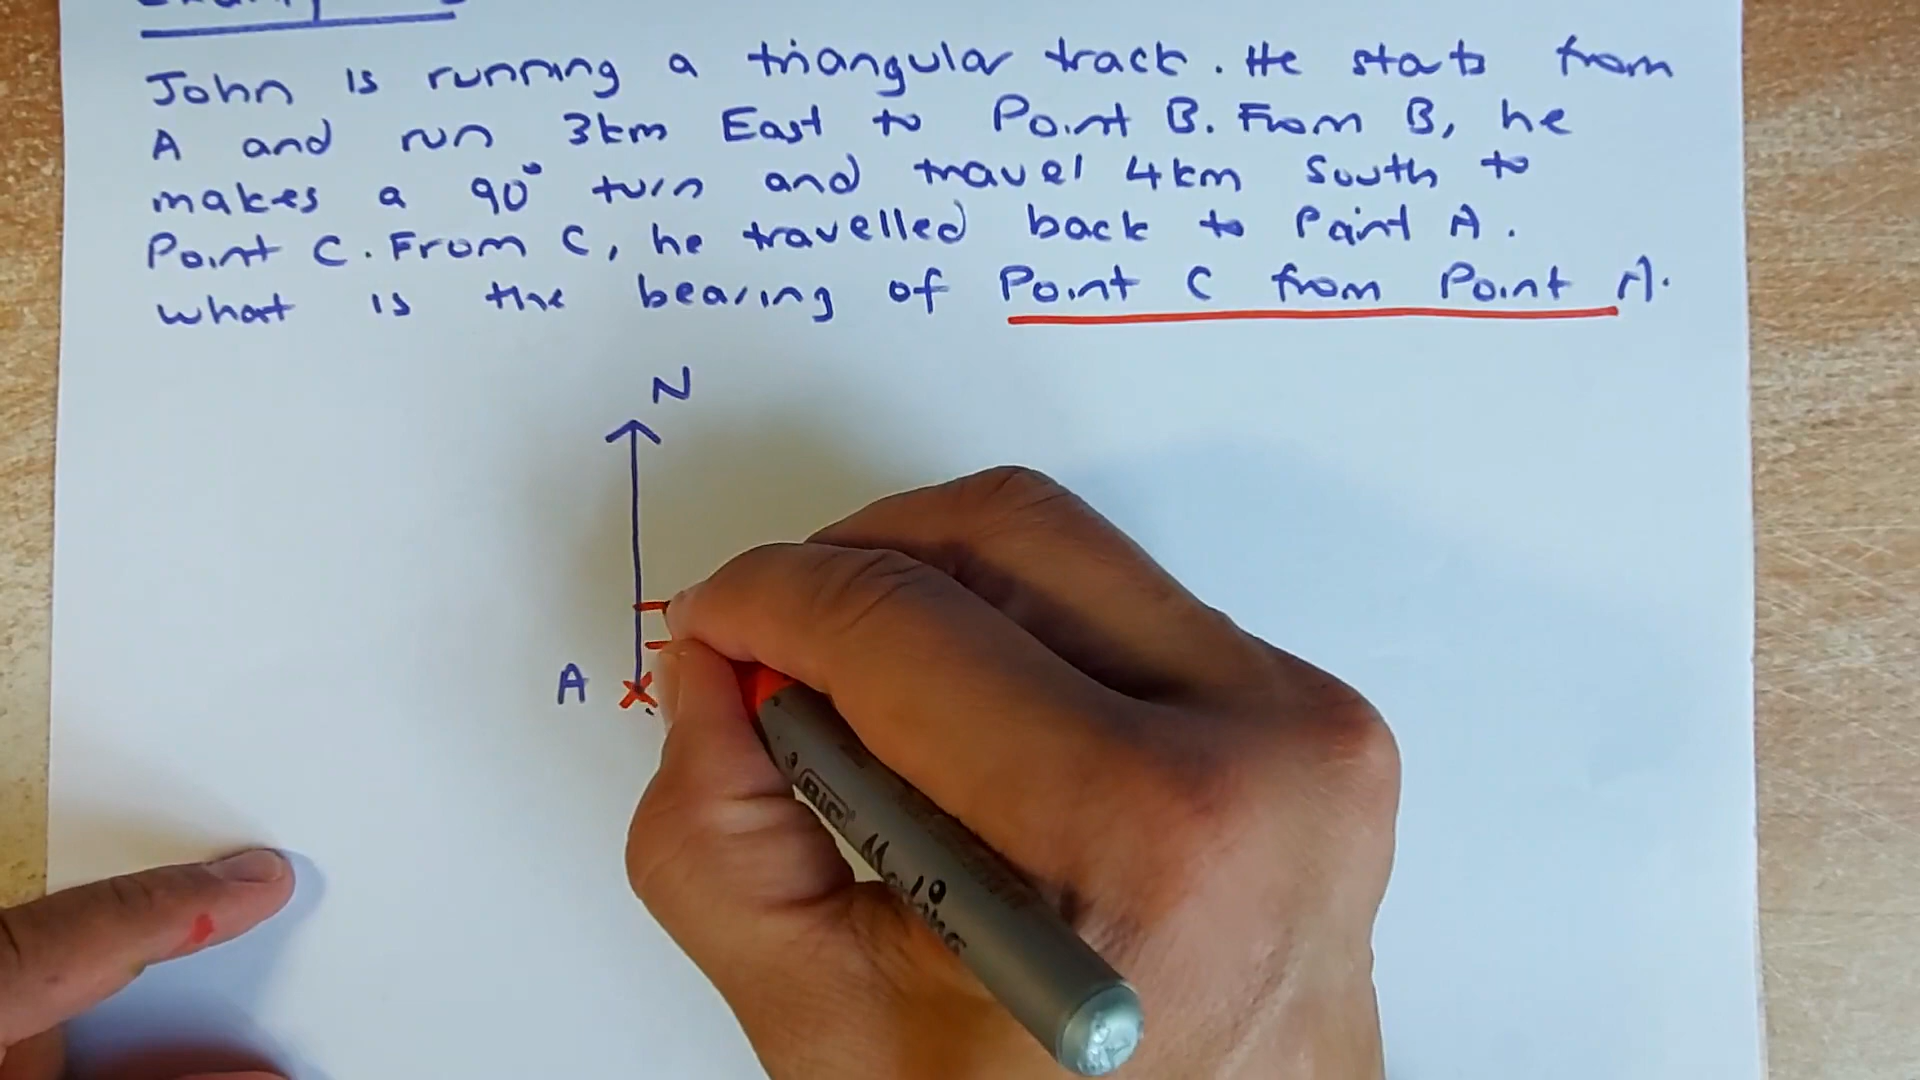 John is running a triangular track. He starts from
A and run 3km East to Point B. From B, he
makes a 90° turn and travel 4km South to
Point C. From C, he travelled back to Point A.
what is the bearing of Point C from Point A.
N
A
BIC